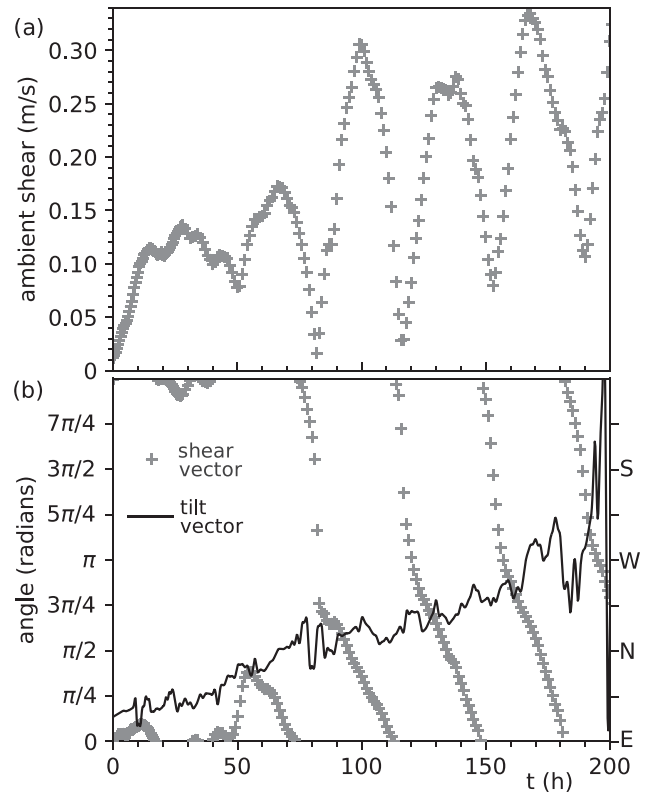 (a)
ambient shear (m/s)
0.30
0.25
0.20
0.15
0.10
0.05
0
(b)
angle (radians)
7π/4
3π/2
5π/4
π
3π/4
π/2
π/4
0
shear
vector
tilt
vector
S
W
N
E
0 50 100 150 200
t (h)